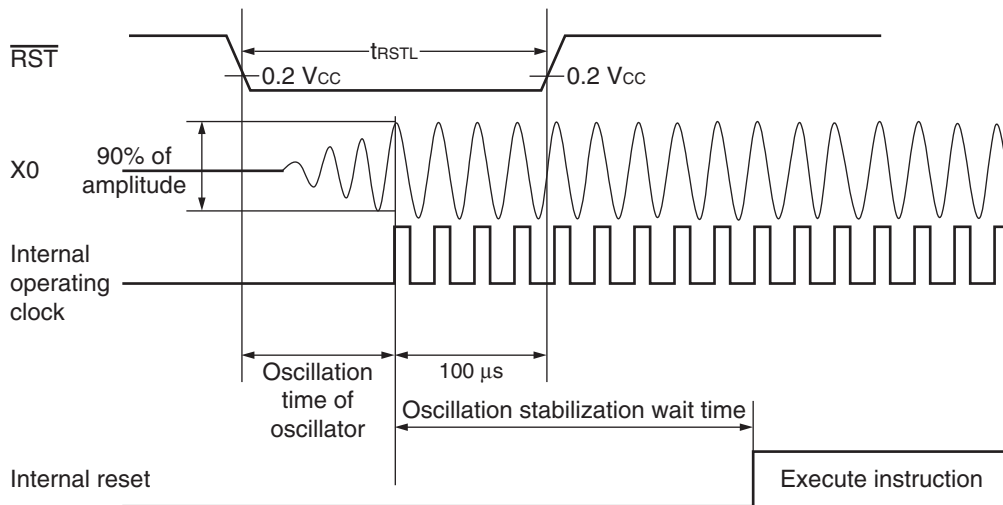 RST
tRSTL
0.2 VCC
0.2 VCC
X0
90% of
amplitude
Internal
operating
clock
Oscillation
time of
oscillator
100 μs
Oscillation stabilization wait time
Internal reset
Execute instruction